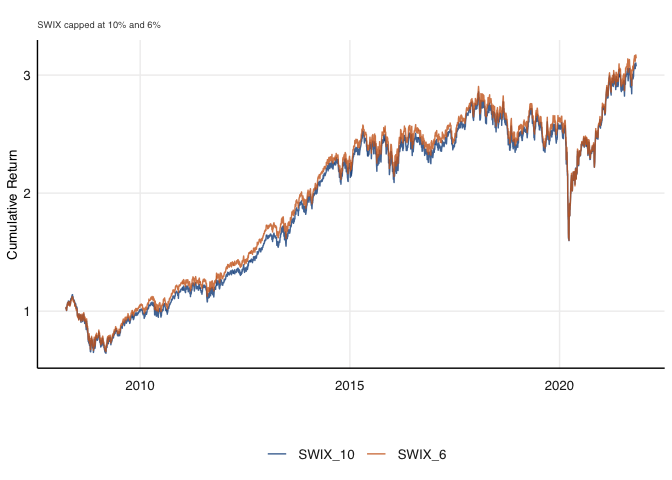 SWIX capped at 10% and 6%
Cumulative Return
3
2
1
2010 2015 2020
SWIX_10 SWIX_6